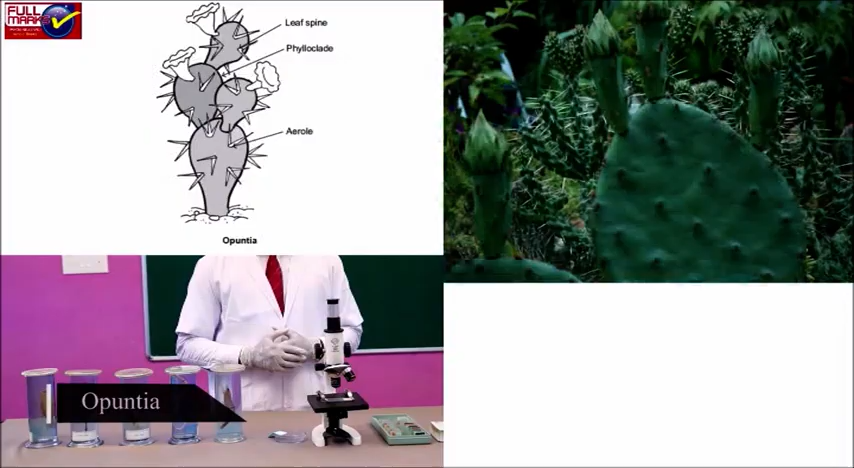 FULL
MARKS
Leaf spine
Phylloclade
Aerole
Opuntia
Opuntia